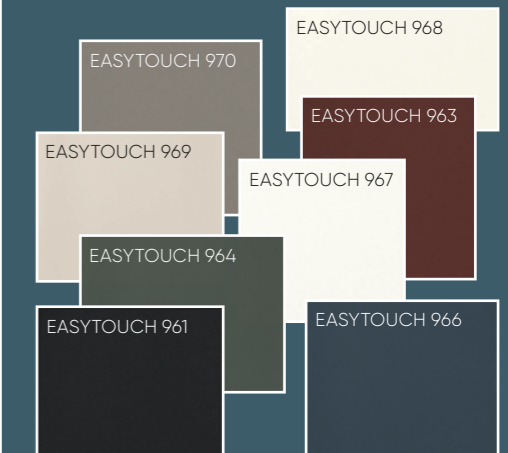 EASYTOUCH 968
EASYTOUCH 970
EASYTOUCH 963
EASYTOUCH 969
EASYTOUCH 967
EASYTOUCH 964
EASYTOUCH 966
EASYTOUCH 961